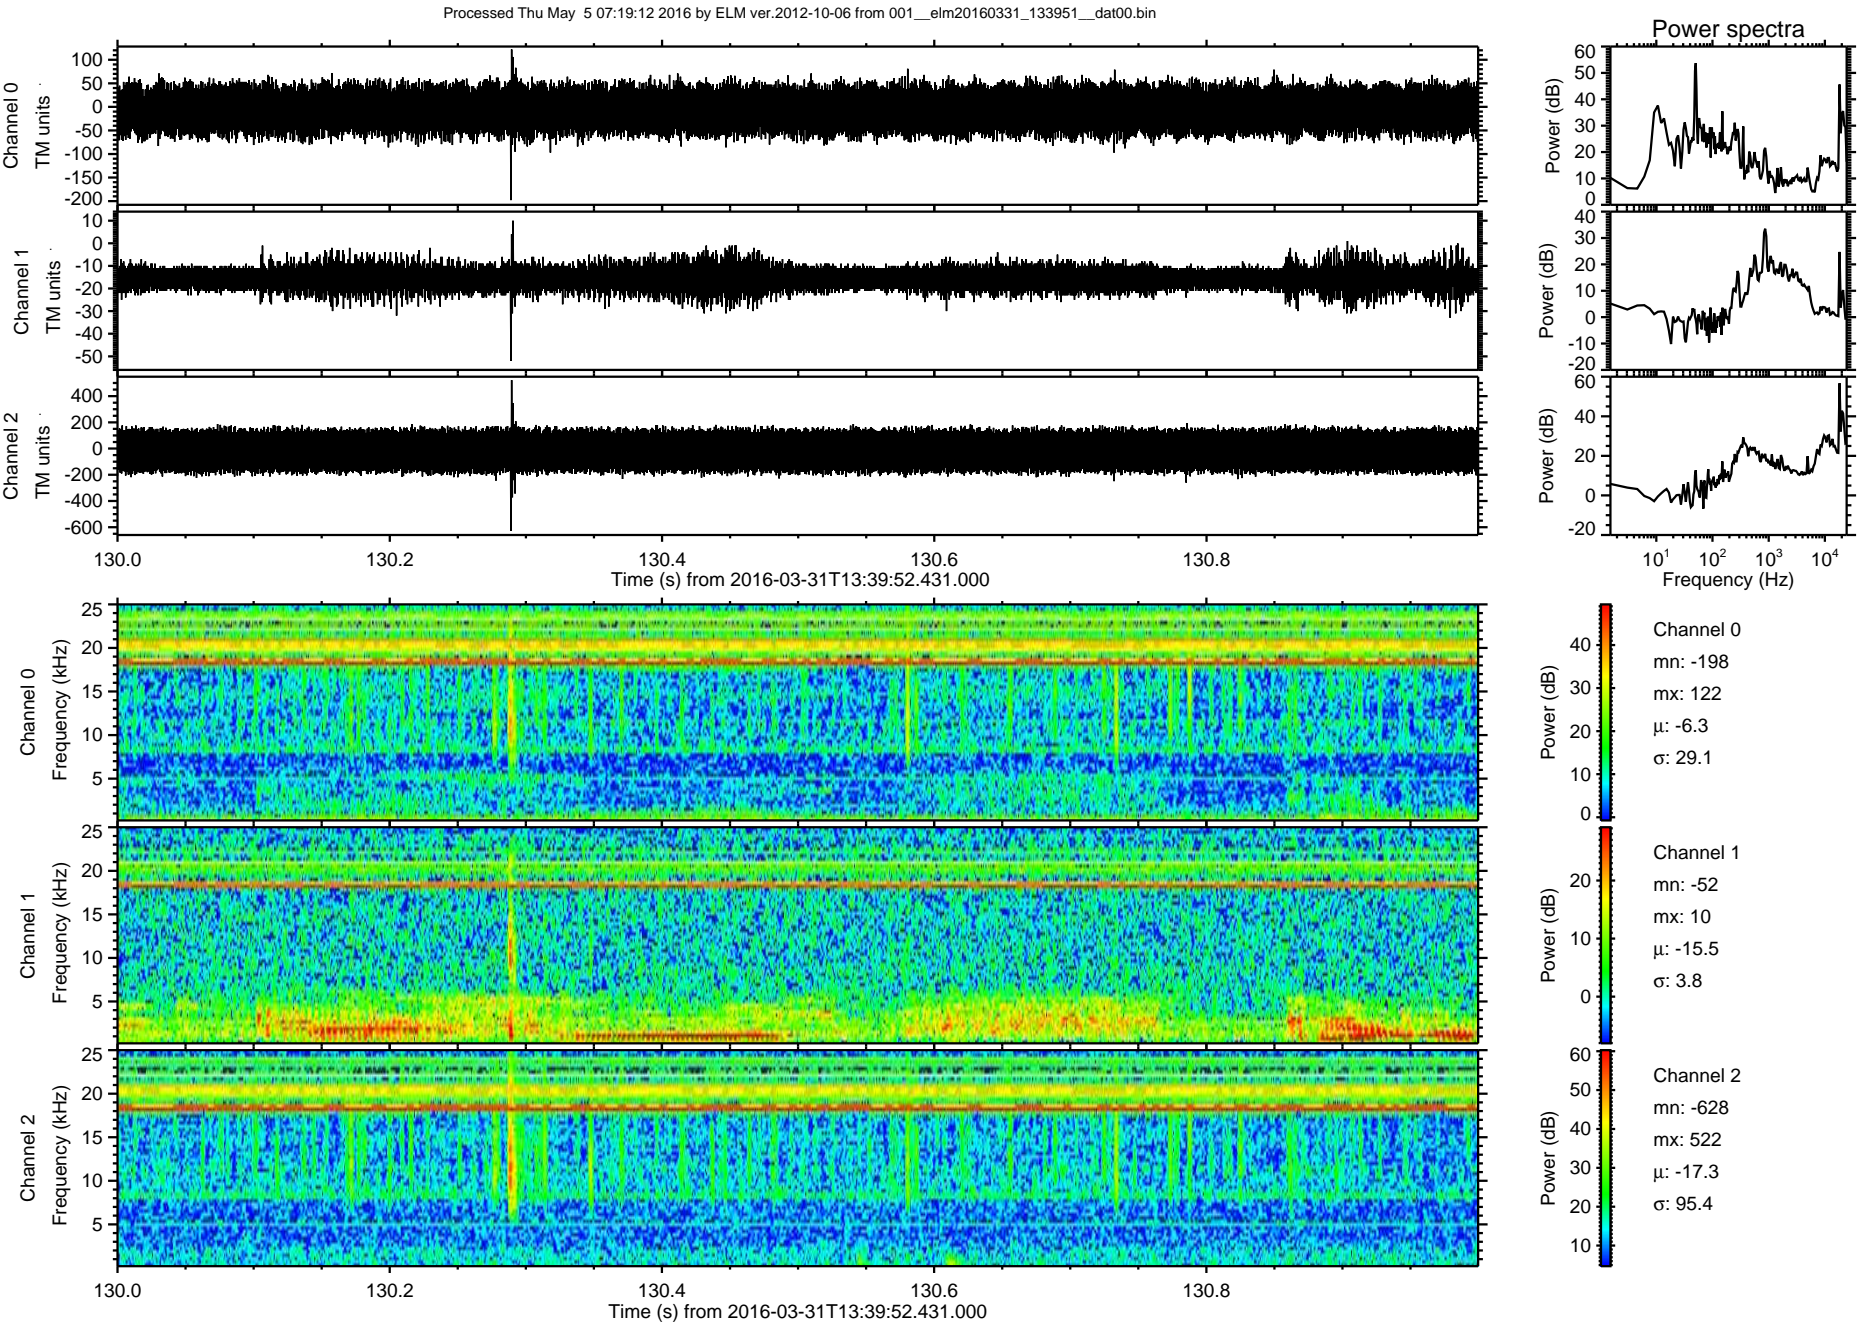 Processed Thu May  5 07:19:12 2016 by ELM ver.2012-10-06 from 001__elm20160331_133951__dat00.bin
Power spectra
Channel 0
TM units
100
50
0
-50
-100
-150
-200
Power (dB)
60
50
40
30
20
10
0
Channel 1
TM units
10
0
-10
-20
-30
-40
-50
Power (dB)
40
30
20
10
0
-10
-20
Channel 2
TM units
400
200
0
-200
-400
-600
Power (dB)
60
40
20
0
-20
130.0 130.2 130.4 130.6 130.8
Time (s) from 2016-03-31T13:39:52.431.000
10¹ 10² 10³ 10⁴
Frequency (Hz)
Channel 0
Frequency (kHz)
25
20
15
10
5
Power (dB)
40
30
20
10
0
Channel 0
mn: -198
mx: 122
µ: -6.3
σ: 29.1
Channel 1
Frequency (kHz)
25
20
15
10
5
Power (dB)
20
10
0
Channel 1
mn: -52
mx: 10
µ: -15.5
σ: 3.8
Channel 2
Frequency (kHz)
25
20
15
10
5
Power (dB)
60
50
40
30
20
10
Channel 2
mn: -628
mx: 522
µ: -17.3
σ: 95.4
130.0 130.2 130.4 130.6 130.8
Time (s) from 2016-03-31T13:39:52.431.000